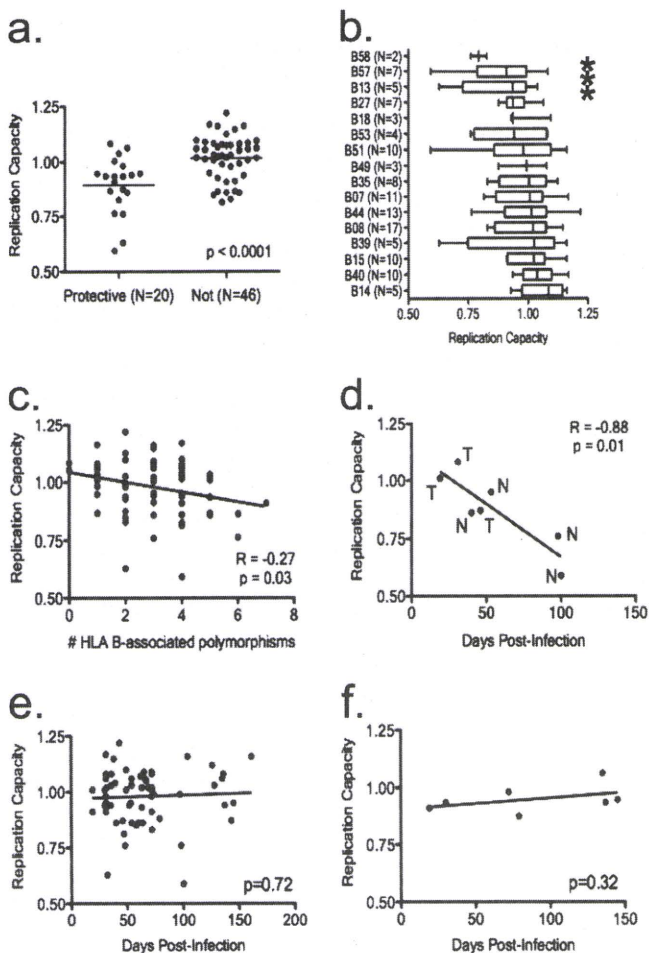 a.
1.25
1.00
0.75
0.50
Replication Capacity
p < 0.0001
Protective (N=20) Not (N=46)
b.
B58 (N=2)
B57 (N=7)
B13 (N=5)
B27 (N=7)
B18 (N=3)
B53 (N=4)
B51 (N=10)
B49 (N=3)
B35 (N=8)
B07 (N=11)
B44 (N=13)
B08 (N=17)
B39 (N=5)
B15 (N=10)
B40 (N=10)
B14 (N=5)
*
*
*
0.50 0.75 1.00 1.25
Replication Capacity
c.
1.25
1.00
0.75
0.50
Replication Capacity
R = -0.27
p = 0.03
0 2 4 6 8
# HLA B-associated polymorphisms
d.
1.25
1.00
0.75
0.50
Replication Capacity
R = -0.88
p = 0.01
T
T
N
N T
N
N
0 50 100 150
Days Post-Infection
e.
1.25
1.00
0.75
0.50
Replication Capacity
p=0.72
0 50 100 150 200
Days Post-Infection
f.
1.25
1.00
0.75
0.50
Replication Capacity
p=0.32
0 50 100 150
Days Post-Infection